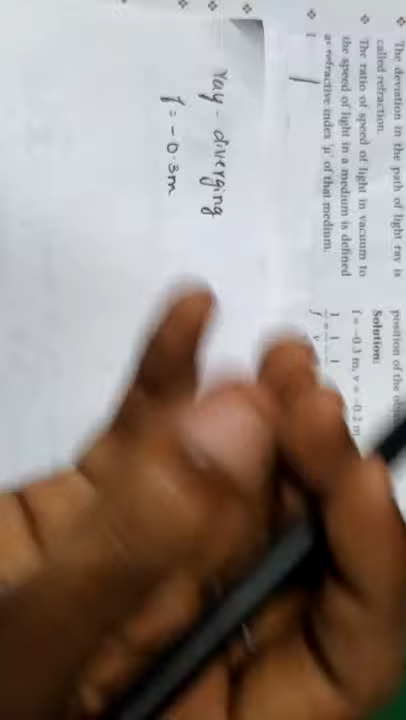 The deviation in the path of light ray is
called refraction.
The ratio of speed of light in vacuum to
the speed of light in a medium is defined
as refractive index 'μ' of that medium.
position of the
Solution:
f = -0.3 m, v = -0.2 m
ray - diverging
f = - 0.3m